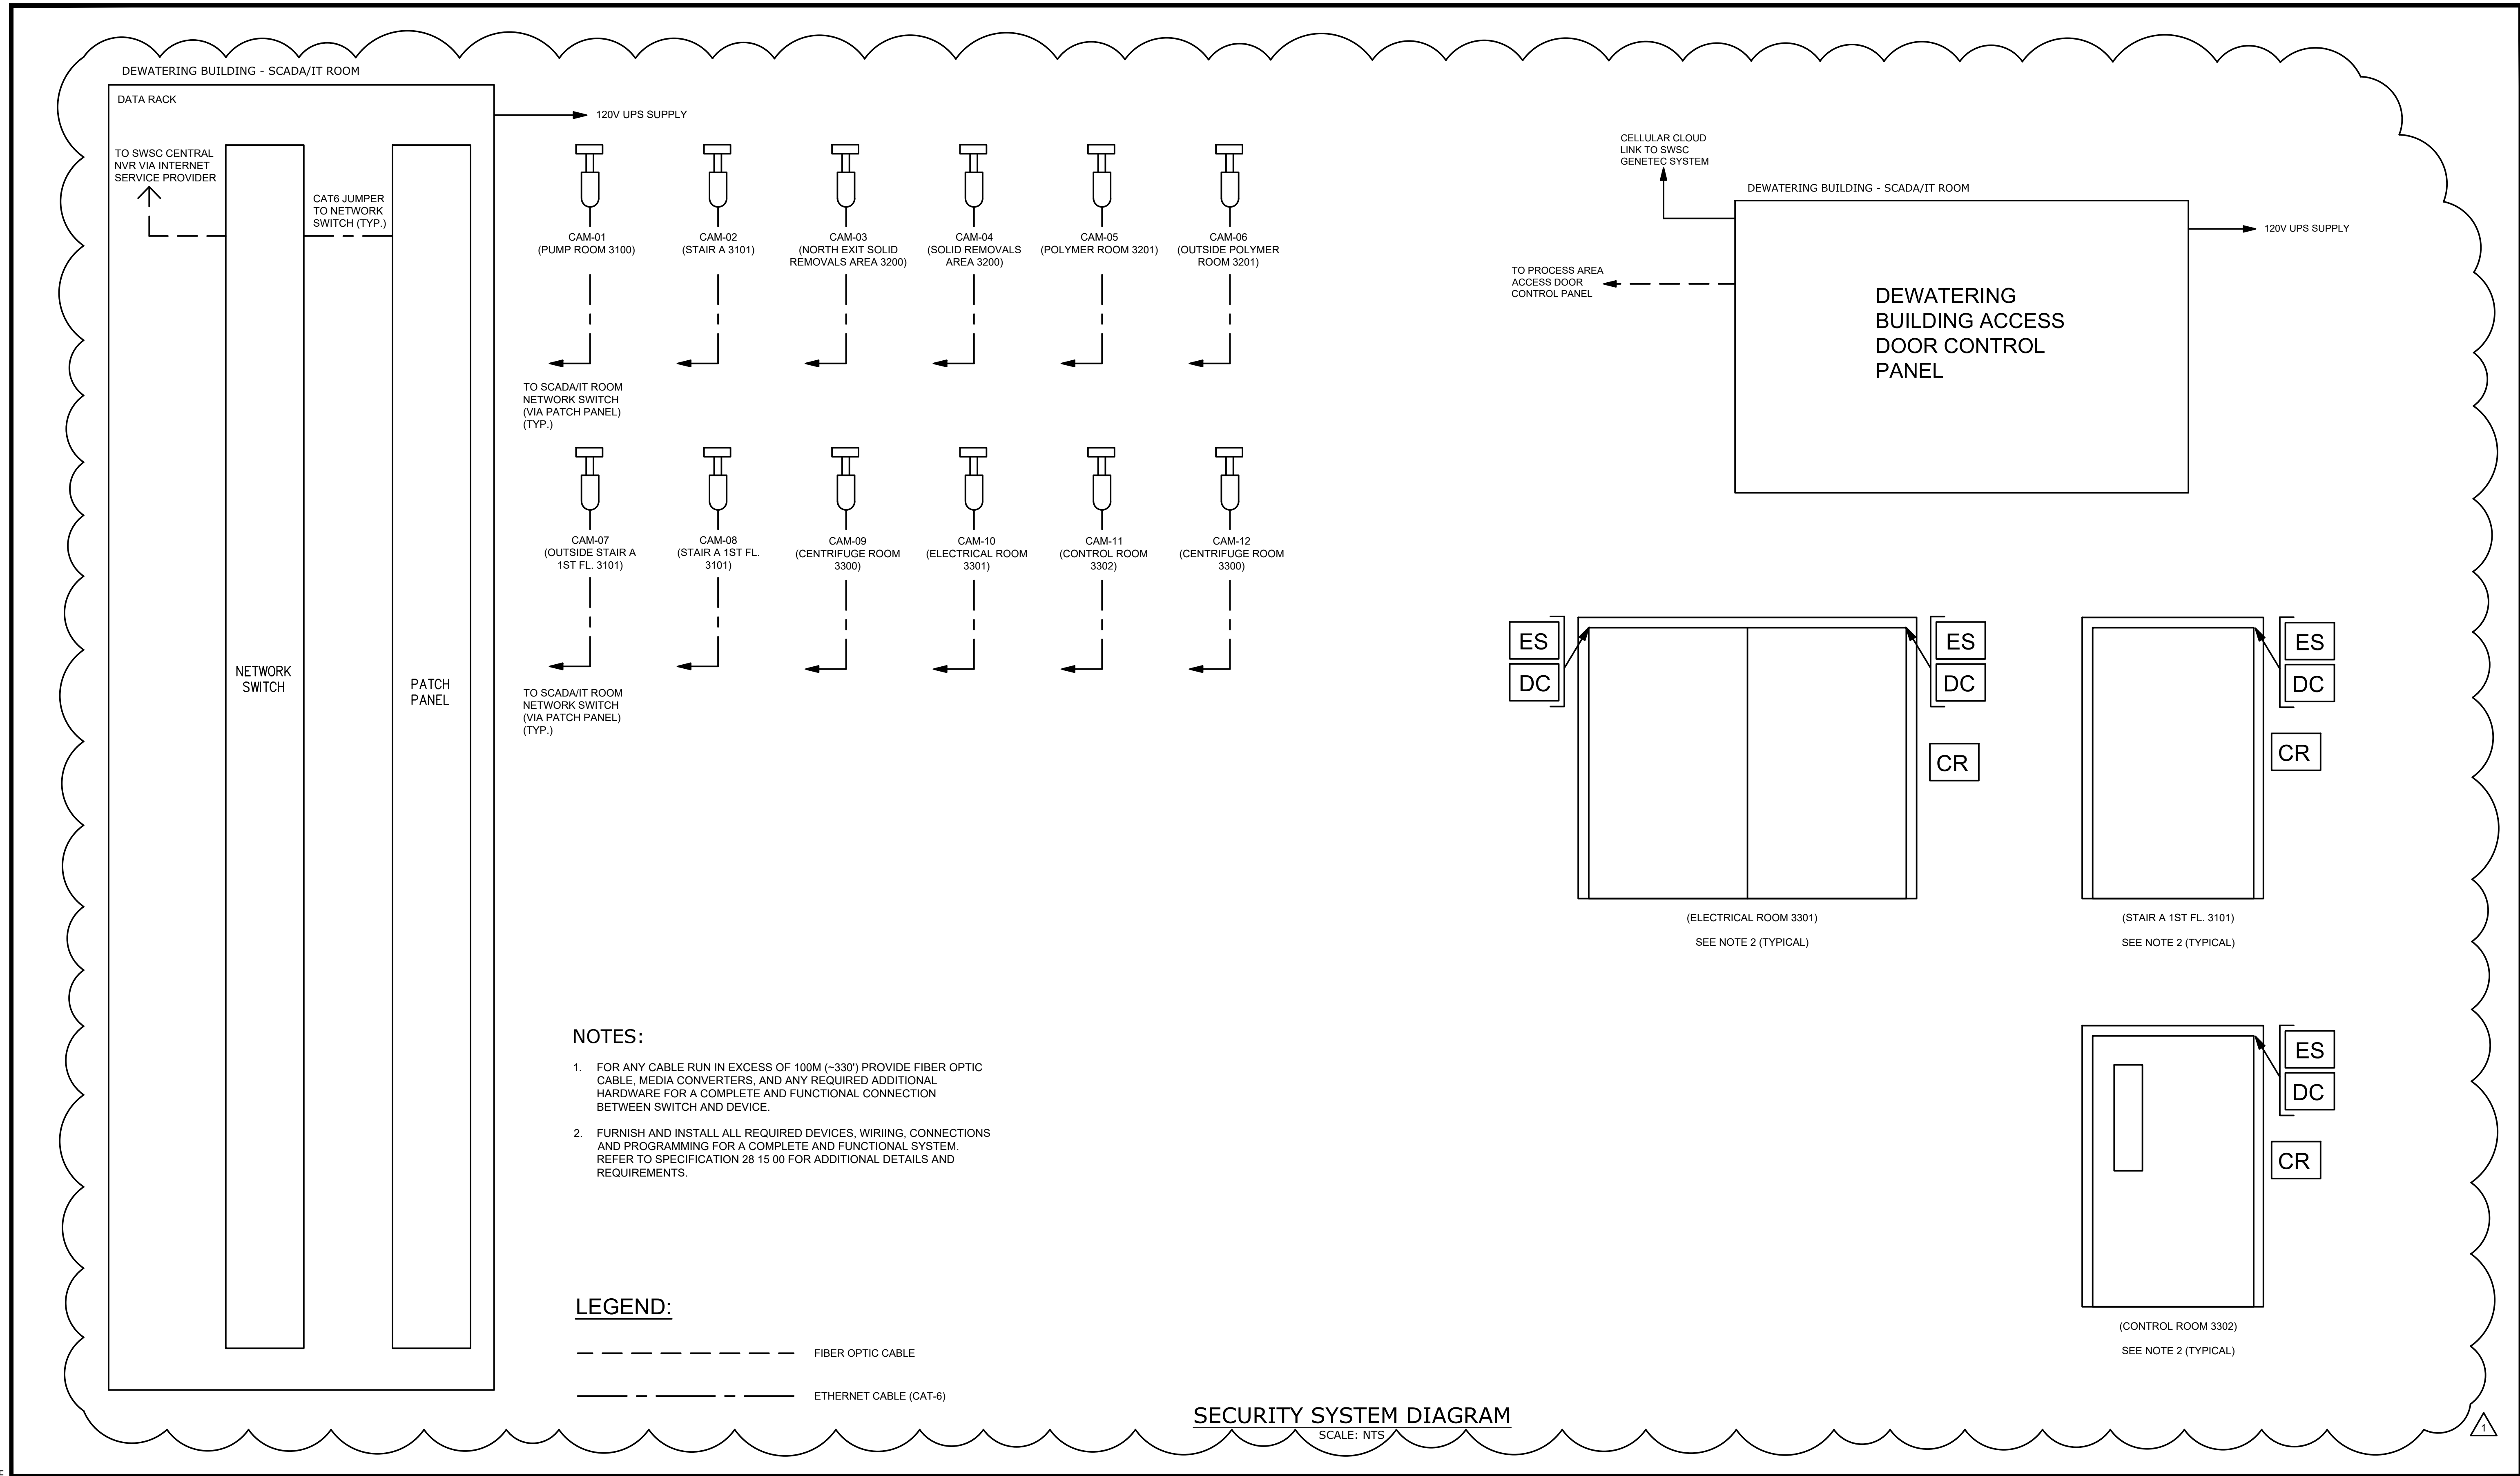 DEWATERING BUILDING - SCADA/IT ROOM
DATA RACK
120V UPS SUPPLY
TO SWSC CENTRAL
NVR VIA INTERNET
SERVICE PROVIDER
CAT6 JUMPER
TO NETWORK
SWITCH (TYP.)
NETWORK
SWITCH
PATCH
PANEL
CAM-01
(PUMP ROOM 3100)
CAM-02
(STAIR A 3101)
CAM-03
(NORTH EXIT SOLID
REMOVALS AREA 3200)
CAM-04
(SOLID REMOVALS
AREA 3200)
CAM-05
(POLYMER ROOM 3201)
CAM-06
(OUTSIDE POLYMER
ROOM 3201)
TO SCADA/IT ROOM
NETWORK SWITCH
(VIA PATCH PANEL)
(TYP.)
CAM-07
(OUTSIDE STAIR A
1ST FL. 3101)
CAM-08
(STAIR A 1ST FL.
3101)
CAM-09
(CENTRIFUGE ROOM
3300)
CAM-10
(ELECTRICAL ROOM
3301)
CAM-11
(CONTROL ROOM
3302)
CAM-12
(CENTRIFUGE ROOM
3300)
TO SCADA/IT ROOM
NETWORK SWITCH
(VIA PATCH PANEL)
(TYP.)
CELLULAR CLOUD
LINK TO SWSC
GENETEC SYSTEM
DEWATERING BUILDING - SCADA/IT ROOM
120V UPS SUPPLY
TO PROCESS AREA
ACCESS DOOR
CONTROL PANEL
DEWATERING
BUILDING ACCESS
DOOR CONTROL
PANEL
ES
DC
ES
DC
CR
(ELECTRICAL ROOM 3301)
SEE NOTE 2 (TYPICAL)
ES
DC
CR
(STAIR A 1ST FL. 3101)
SEE NOTE 2 (TYPICAL)
ES
DC
CR
(CONTROL ROOM 3302)
SEE NOTE 2 (TYPICAL)
NOTES:
1. FOR ANY CABLE RUN IN EXCESS OF 100M (~330') PROVIDE FIBER OPTIC
CABLE, MEDIA CONVERTERS, AND ANY REQUIRED ADDITIONAL
HARDWARE FOR A COMPLETE AND FUNCTIONAL CONNECTION
BETWEEN SWITCH AND DEVICE.
2. FURNISH AND INSTALL ALL REQUIRED DEVICES, WIRIING, CONNECTIONS
AND PROGRAMMING FOR A COMPLETE AND FUNCTIONAL SYSTEM.
REFER TO SPECIFICATION 28 15 00 FOR ADDITIONAL DETAILS AND
REQUIREMENTS.
LEGEND:
FIBER OPTIC CABLE
ETHERNET CABLE (CAT-6)
SECURITY SYSTEM DIAGRAM
SCALE: NTS
1